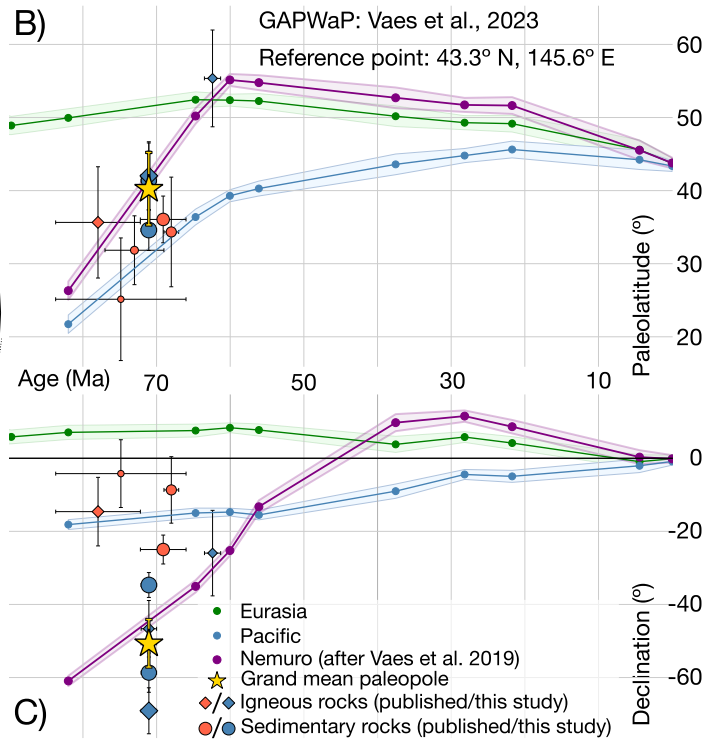 B)
GAPWaP: Vaes et al., 2023
Reference point: 43.3º N, 145.6º E
60
50
40
30
20
Paleolatitude (º)
Age (Ma) 70 50 30 10
0
-20
-40
-60
Declination (º)
Eurasia
Pacific
Nemuro (after Vaes et al. 2019)
Grand mean paleopole
/ Igneous rocks (published/this study)
/ Sedimentary rocks (published/this study)
C)